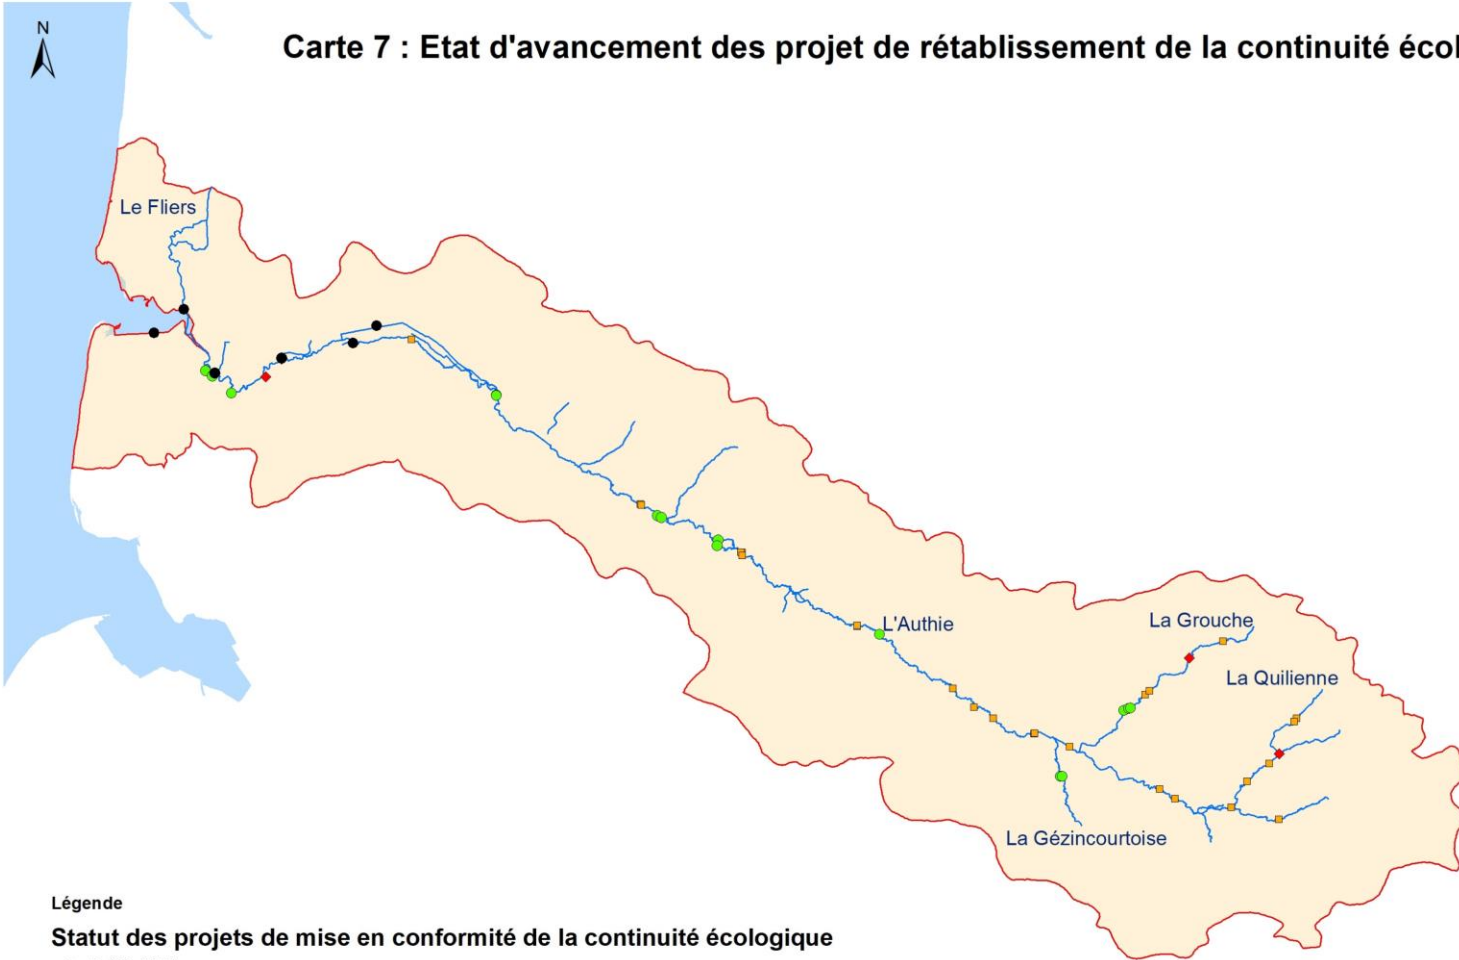 N
Carte 7 : Etat d'avancement des projet de rétablissement de la continuité écol
Le Fliers
L'Authie
La Grouche
La Quilienne
La Gézincourtoise
Légende
Statut des projets de mise en conformité de la continuité écologique